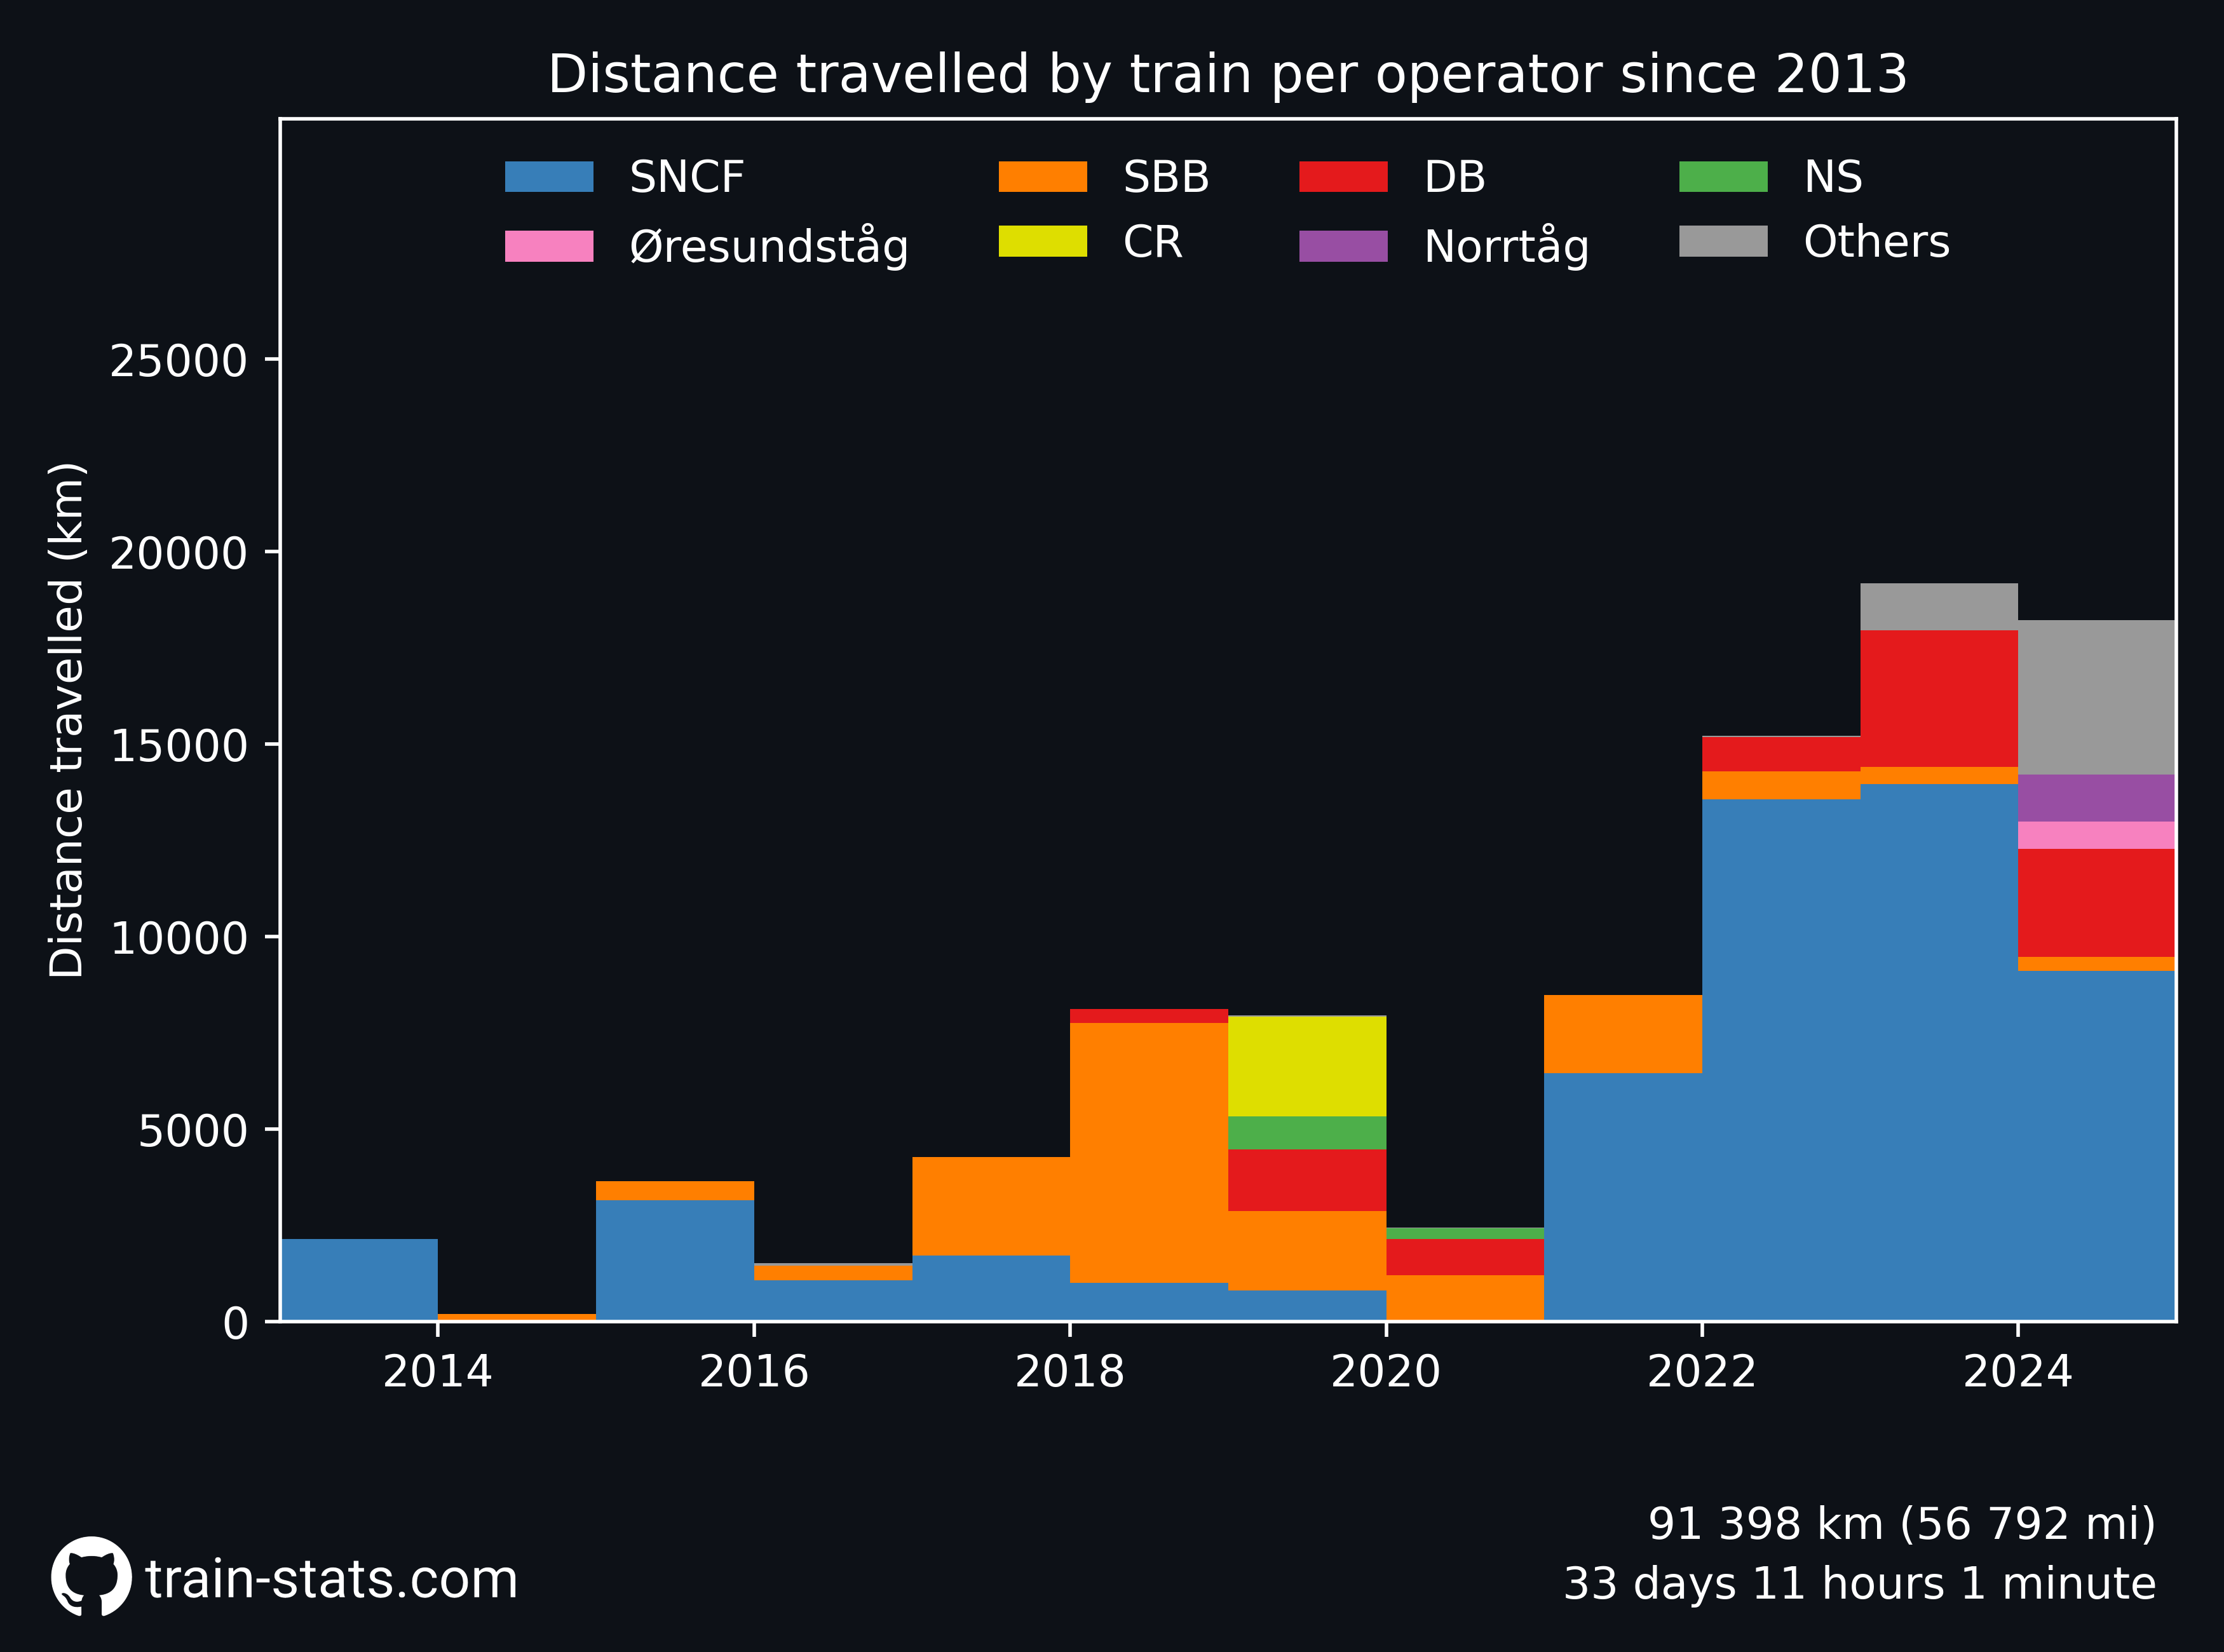 Distance travelled by train per operator since 2013
SNCF SBB DB NS
Øresundståg CR Norrtåg Others
Distance travelled (km)
25000
20000
15000
10000
5000
0
2014 2016 2018 2020 2022 2024
91 398 km (56 792 mi)
train-stats.com
33 days 11 hours 1 minute